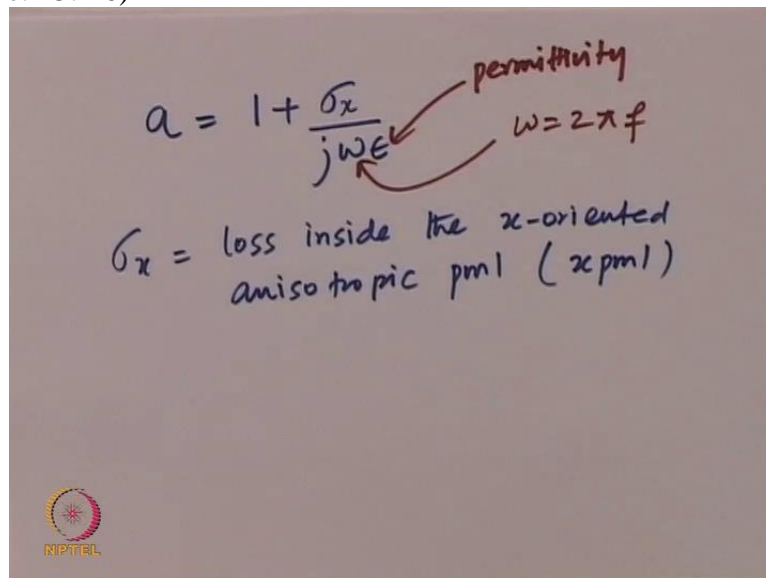 a = 1 + σx / jωϵ
permittivity
ω = 2πf
σx = loss inside the x-oriented
anisotropic pml (xpml)
NPTEL